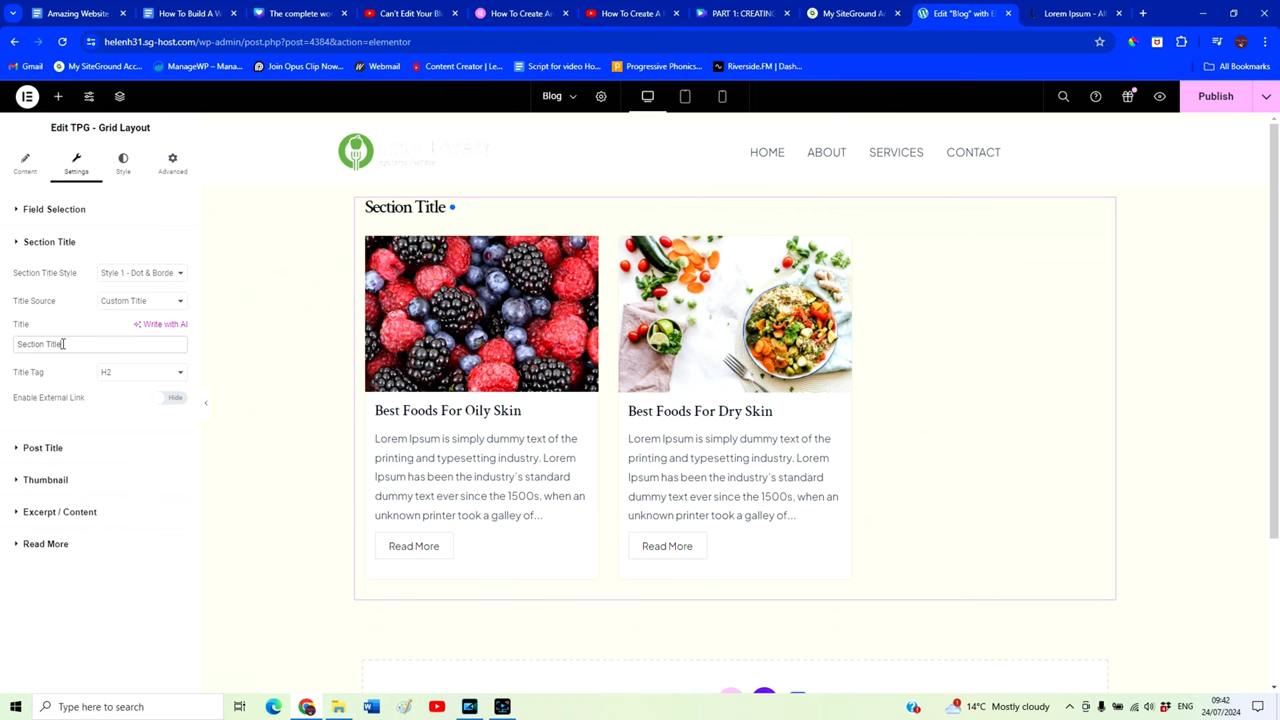 Amazing Website
How To Build A W
The complete wo
Can't Edit Your Bl
How To Create An
How To Create A
PART 1: CREATING
My SiteGround Ac
Edit "Blog" with El
Lorem Ipsum - All
helenh31.sg-host.com/wp-admin/post.php?post=4384&action=elementor
Gmail
My SiteGround Acc...
ManageWP – Mana...
Join Opus Clip Now...
Webmail
Content Creator | Le...
Script for video Ho...
Progressive Phonics...
Riverside.FM | Dash...
All Bookmarks
Blog
Publish
Edit TPG - Grid Layout
Content
Settings
Style
Advanced
Field Selection
Section Title
Section Title Style
Style 1 - Dot & Borde
Title Source
Custom Title
Title
Write with AI
Section Title
Title Tag
H2
Enable External Link
Hide
Post Title
Thumbnail
Excerpt / Content
Read More
HOME
ABOUT
SERVICES
CONTACT
Section Title
Best Foods For Oily Skin
Lorem Ipsum is simply dummy text of the
printing and typesetting industry. Lorem
Ipsum has been the industry's standard
dummy text ever since the 1500s, when an
unknown printer took a galley of...
Read More
Best Foods For Dry Skin
Lorem Ipsum is simply dummy text of the
printing and typesetting industry. Lorem
Ipsum has been the industry's standard
dummy text ever since the 1500s, when an
unknown printer took a galley of...
Read More
Type here to search
14°C Mostly cloudy
ENG
09:42
24/07/2024